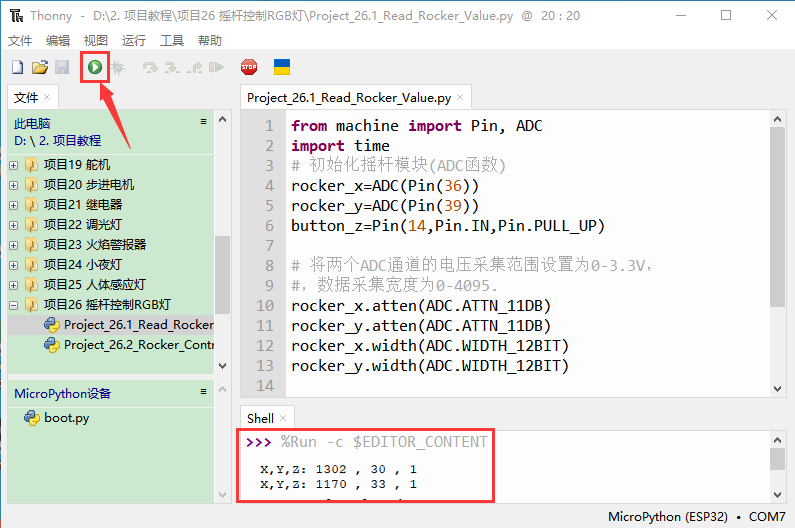 Thonny - D:\2. 项目教程\项目26 摇杆控制RGB灯\Project_26.1_Read_Rocker_Value.py @ 20 : 20
文件 编辑 视图 运行 工具 帮助
STOP
文件
此电脑
D: \ 2. 项目教程
项目19 舵机
项目20 步进电机
项目21 继电器
项目22 调光灯
项目23 火焰警报器
项目24 小夜灯
项目25 人体感应灯
项目26 摇杆控制RGB灯
Project_26.1_Read_Rocker
Project_26.2_Rocker_Contr
MicroPython设备
boot.py
Project_26.1_Read_Rocker_Value.py
1 from machine import Pin, ADC
2 import time
3 # 初始化摇杆模块(ADC函数)
4 rocker_x=ADC(Pin(36))
5 rocker_y=ADC(Pin(39))
6 button_z=Pin(14,Pin.IN,Pin.PULL_UP)
7
8 # 将两个ADC通道的电压采集范围设置为0-3.3V，
9 #，数据采集宽度为0-4095.
10 rocker_x.atten(ADC.ATTN_11DB)
11 rocker_y.atten(ADC.ATTN_11DB)
12 rocker_x.width(ADC.WIDTH_12BIT)
13 rocker_y.width(ADC.WIDTH_12BIT)
14
Shell
>>> %Run -c $EDITOR_CONTENT
X,Y,Z: 1302 , 30 , 1
X,Y,Z: 1170 , 33 , 1
MicroPython (ESP32) • COM7